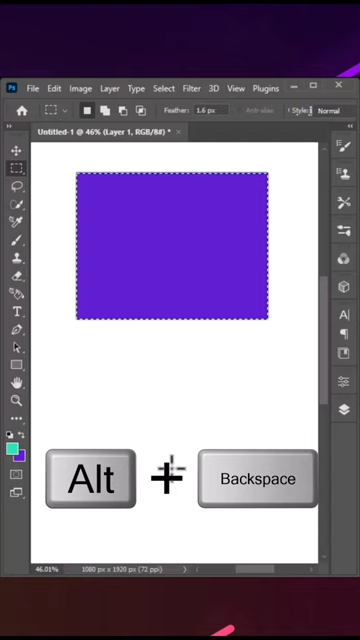 Ps File Edit Image Layer Type Select Filter 3D View Plugins
Feather: 1.6 px Anti-alias Style: Normal
Untitled-1 @ 46% (Layer 1, RGB/8#) * ×
Alt + Backspace
46.01% 1080 px x 1920 px (72 ppi)